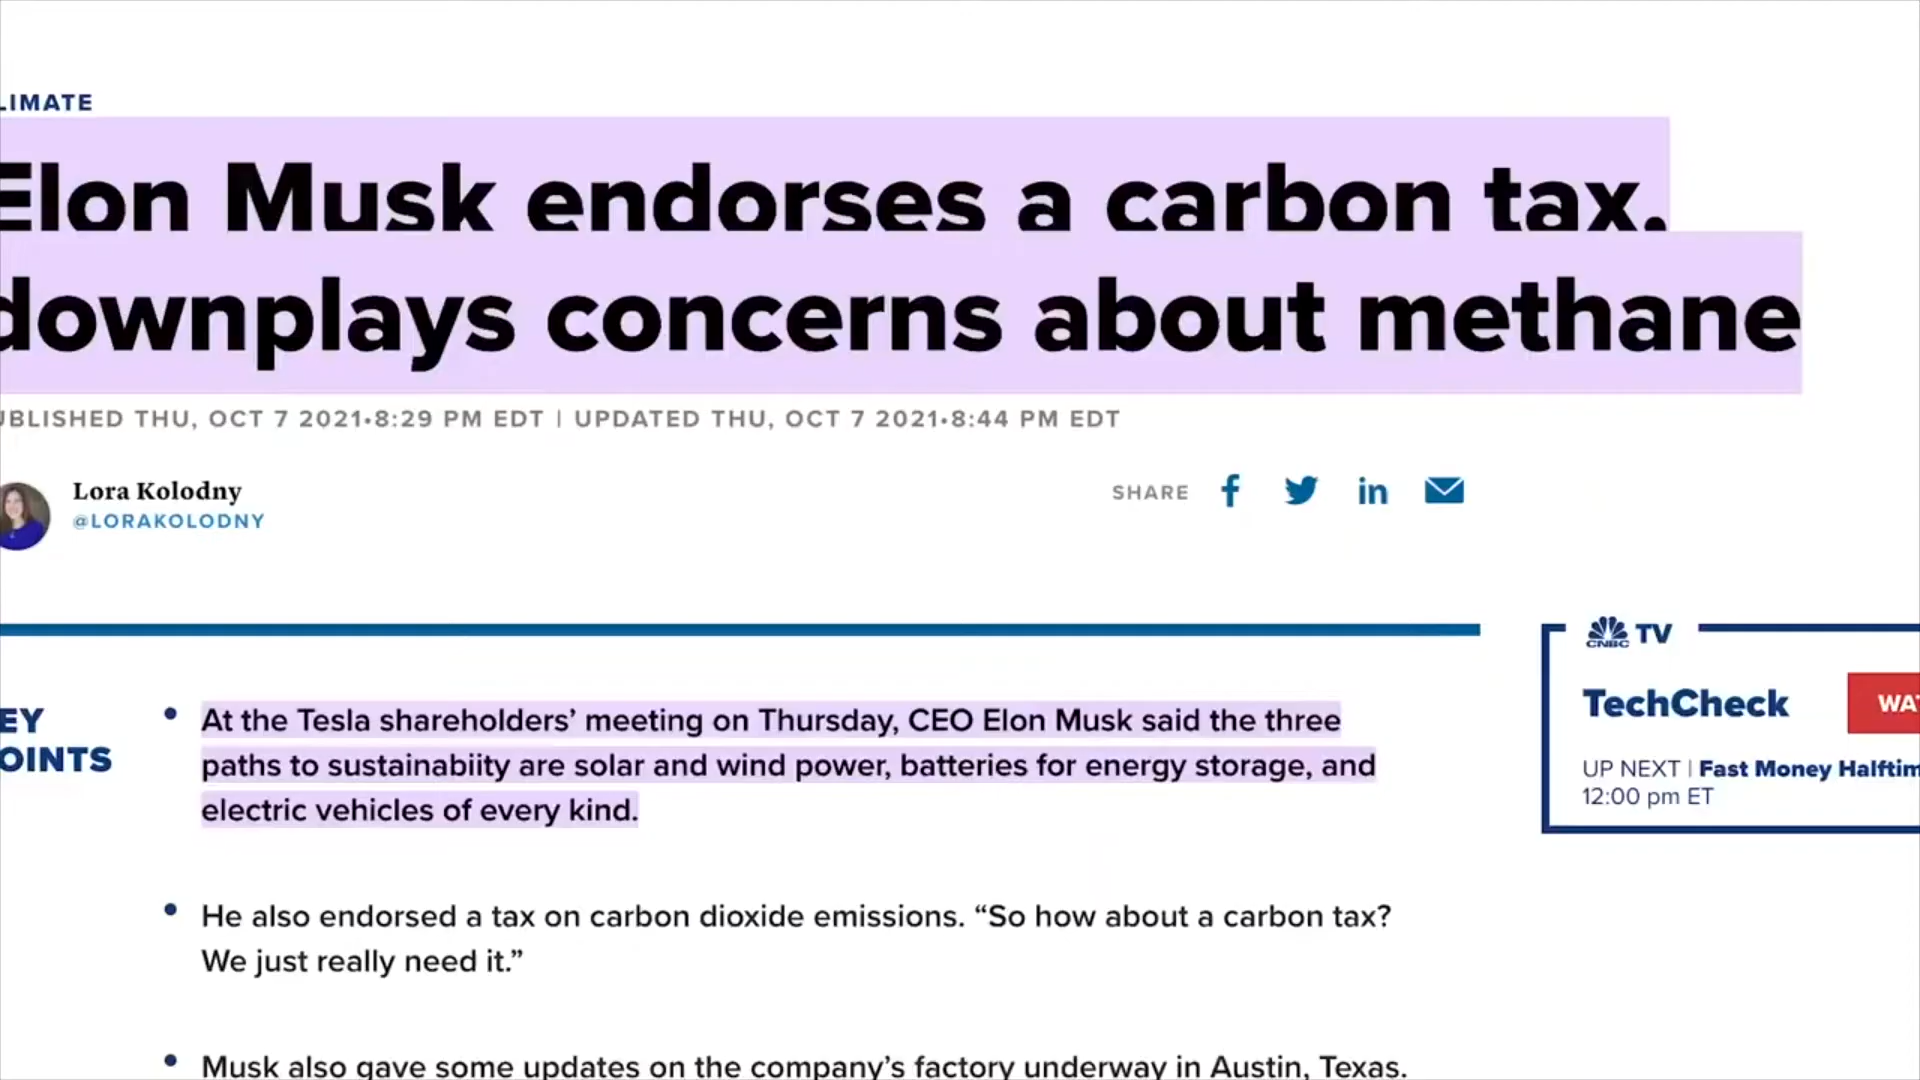 LIMATE
Elon Musk endorses a carbon tax,
downplays concerns about methane
UBLISHED THU, OCT 7 2021•8:29 PM EDT | UPDATED THU, OCT 7 2021•8:44 PM EDT
Lora Kolodny
@LORAKOLODNY
SHARE
EY
OINTS
At the Tesla shareholders’ meeting on Thursday, CEO Elon Musk said the three
paths to sustainabiity are solar and wind power, batteries for energy storage, and
electric vehicles of every kind.
He also endorsed a tax on carbon dioxide emissions. “So how about a carbon tax?
We just really need it.”
Musk also gave some updates on the company’s factory underway in Austin, Texas.
CNBC TV
TechCheck
WAT
UP NEXT | Fast Money Halftim
12:00 pm ET